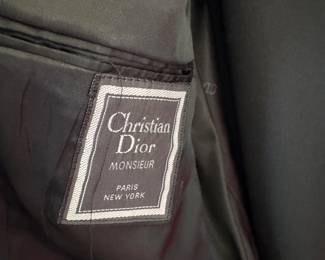 Christian
Dior
MONSIEUR
PARIS
NEW YORK